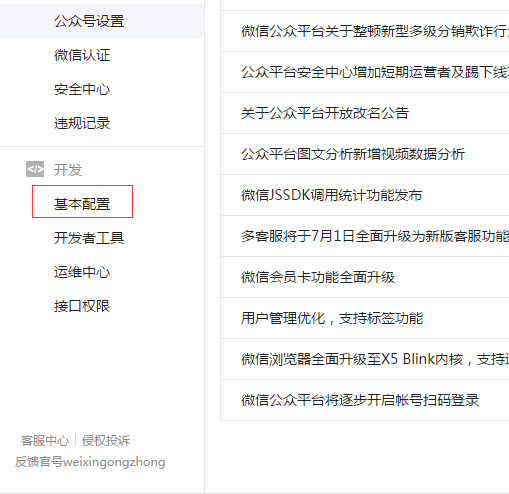 公众号设置
微信认证
安全中心
违规记录
</> 开发
基本配置
开发者工具
运维中心
接口权限
客服中心 | 侵权投诉
反馈官号weixingongzhong
微信公众平台关于整顿新型多级分销欺诈行
公众平台安全中心增加短期运营者及踢下线
关于公众平台开放改名公告
公众平台图文分析新增视频数据分析
微信JSSDK调用统计功能发布
多客服将于7月1日全面升级为新版客服功能
微信会员卡功能全面升级
用户管理优化，支持标签功能
微信浏览器全面升级至X5 Blink内核，支持
微信公众平台将逐步开启帐号扫码登录